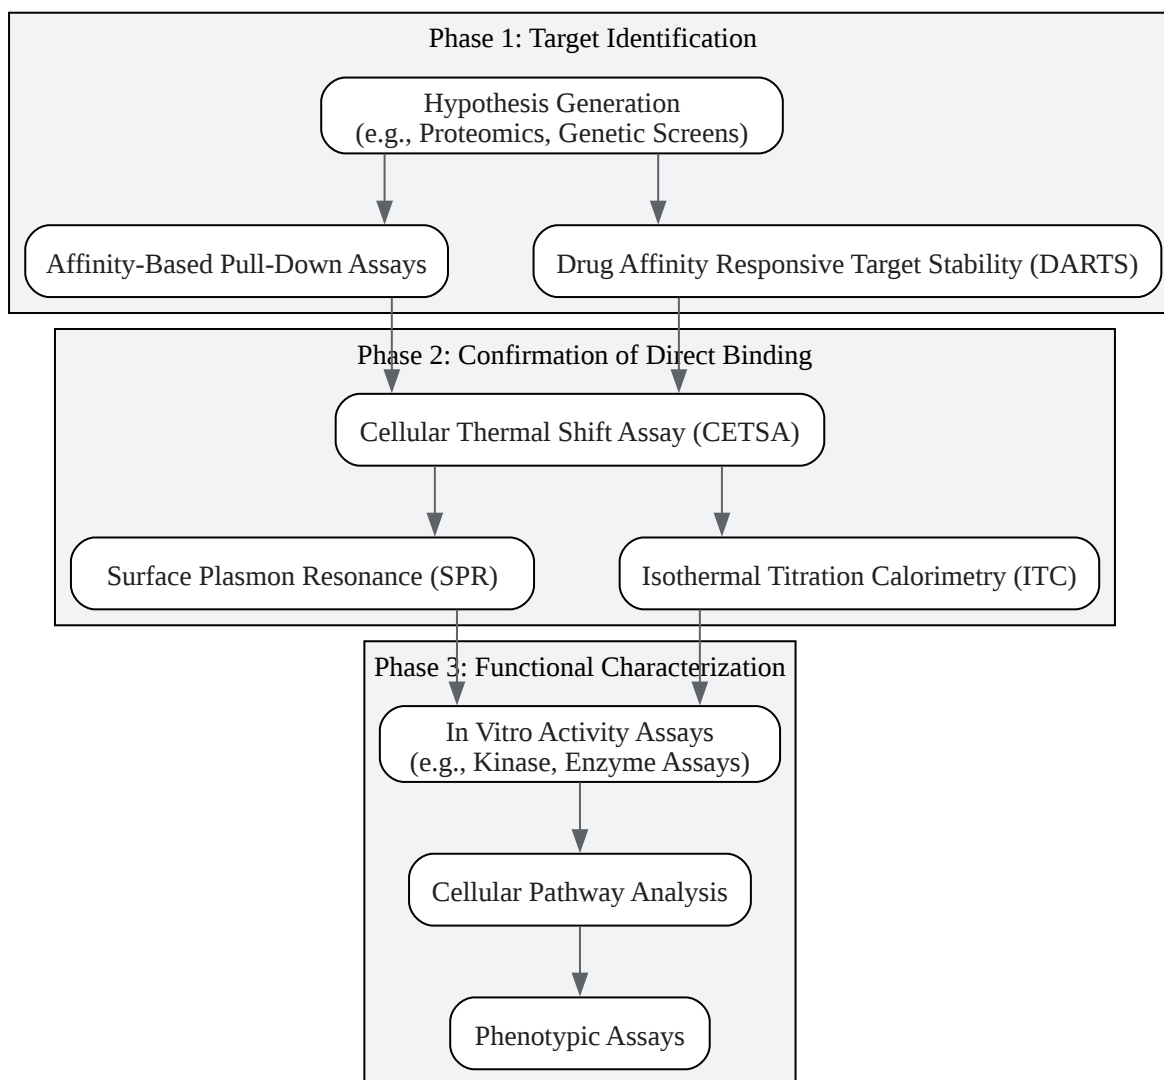 Phase 1: Target Identification
Hypothesis Generation
(e.g., Proteomics, Genetic Screens)
Affinity-Based Pull-Down Assays
Drug Affinity Responsive Target Stability (DARTS)
Phase 2: Confirmation of Direct Binding
Cellular Thermal Shift Assay (CETSA)
Surface Plasmon Resonance (SPR)
Isothermal Titration Calorimetry (ITC)
Phase 3: Functional Characterization
In Vitro Activity Assays
(e.g., Kinase, Enzyme Assays)
Cellular Pathway Analysis
Phenotypic Assays